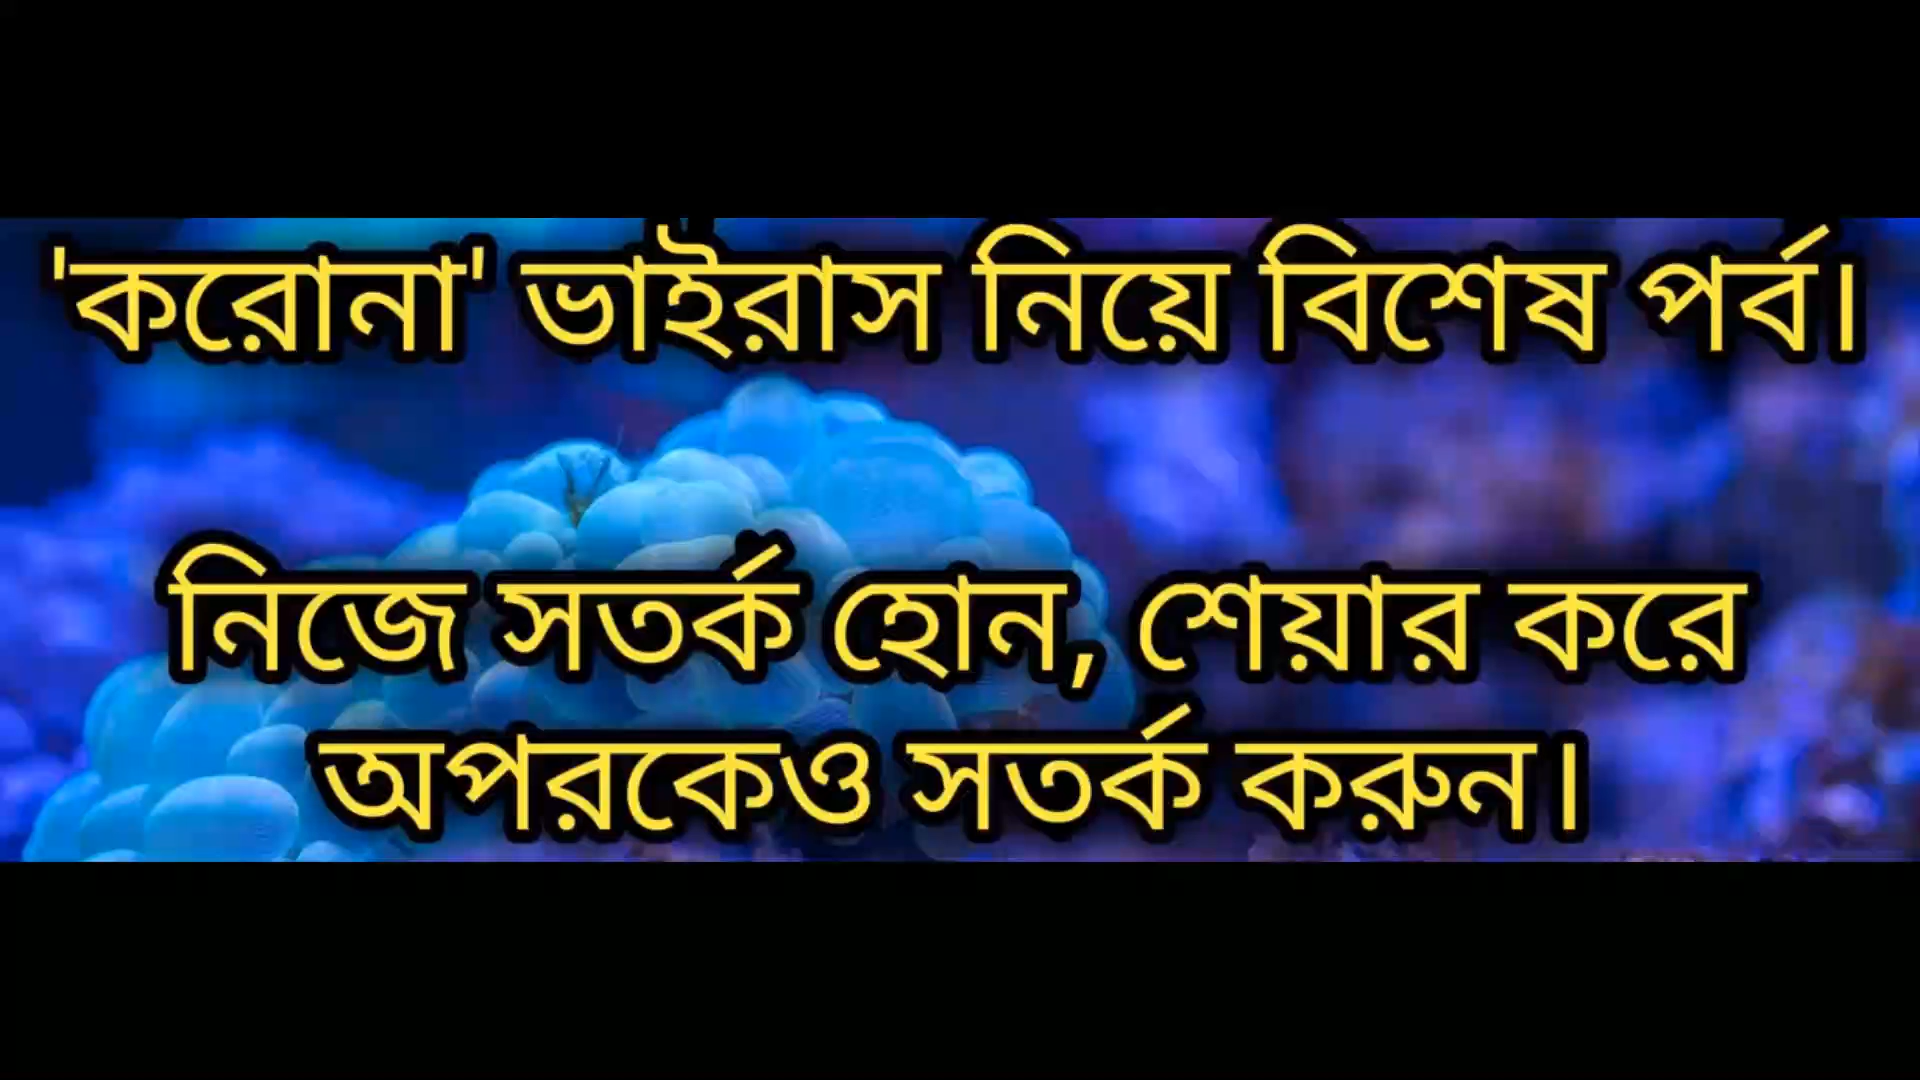 'করোনা' ভাইরাস নিয়ে বিশেষ পর্ব।
নিজে সতর্ক হোন, শেয়ার করে
অপরকেও সতর্ক করুন।